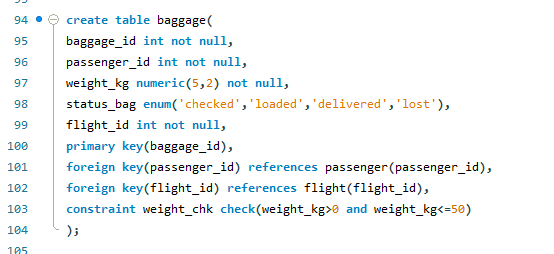 94 create table baggage(
95 baggage_id int not null,
96 passenger_id int not null,
97 weight_kg numeric(5,2) not null,
98 status_bag enum('checked','loaded','delivered','lost'),
99 flight_id int not null,
100 primary key(baggage_id),
101 foreign key(passenger_id) references passenger(passenger_id),
102 foreign key(flight_id) references flight(flight_id),
103 constraint weight_chk check(weight_kg>0 and weight_kg<=50)
104 );
105